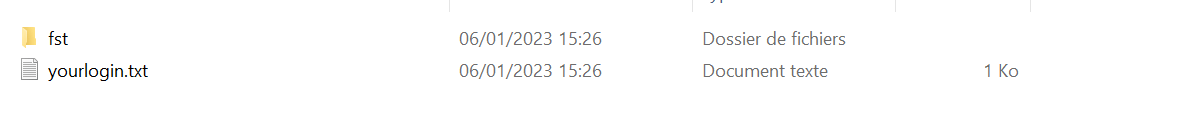 fst 06/01/2023 15:26 Dossier de fichiers
yourlogin.txt 06/01/2023 15:26 Document texte 1 Ko